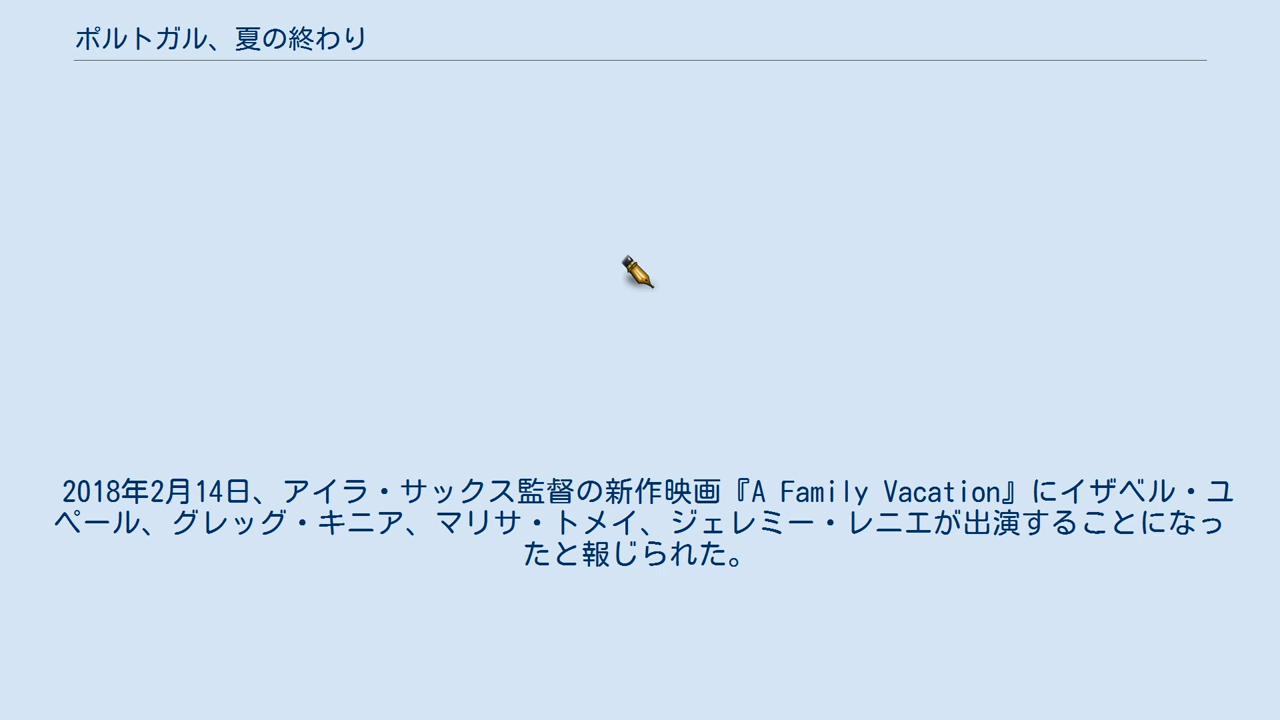 ポルトガル、夏の終わり
2018年2月14日、アイラ・サックス監督の新作映画『A Family Vacation』にイザベル・ユ
ペール、グレッグ・キニア、マリサ・トメイ、ジェレミー・レニエが出演することになっ
たと報じられた。